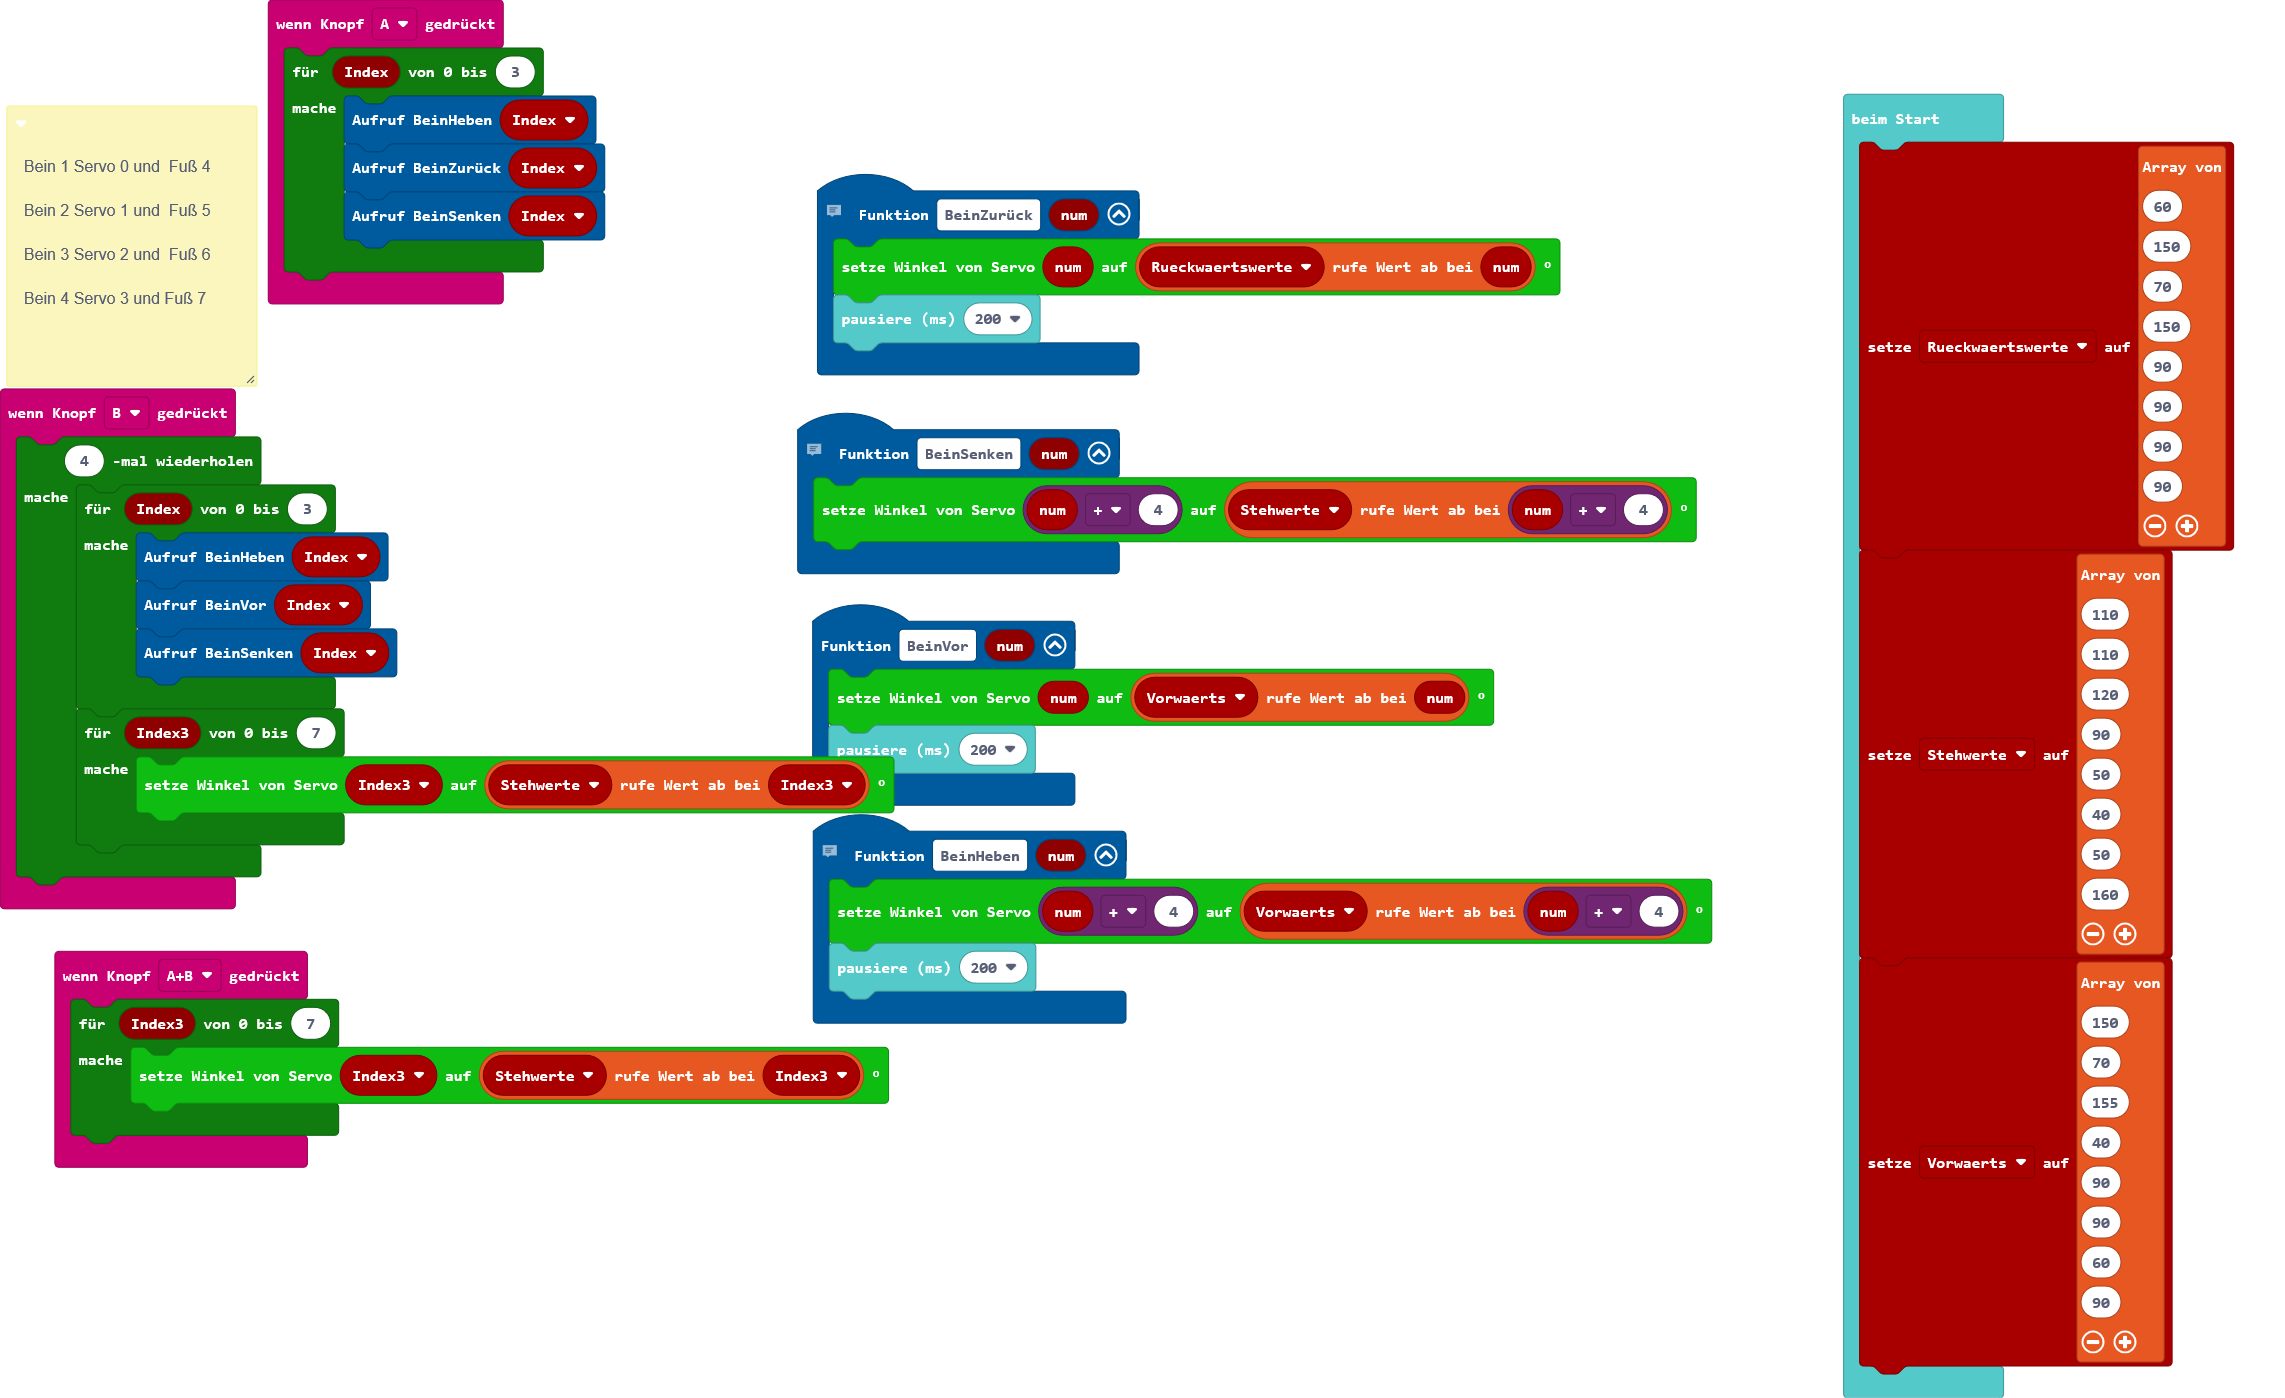 wenn Knopf A gedrückt
für Index von 0 bis 3
mache
Aufruf BeinHeben Index
Aufruf BeinZurück Index
Aufruf BeinSenken Index
Bein 1 Servo 0 und Fuß 4
Bein 2 Servo 1 und Fuß 5
Bein 3 Servo 2 und Fuß 6
Bein 4 Servo 3 und Fuß 7
wenn Knopf B gedrückt
4 -mal wiederholen
mache
für Index von 0 bis 3
mache
Aufruf BeinHeben Index
Aufruf BeinVor Index
Aufruf BeinSenken Index
für Index3 von 0 bis 7
mache
setze Winkel von Servo Index3 auf Stehwerte rufe Wert ab bei Index3 °
wenn Knopf A+B gedrückt
für Index3 von 0 bis 7
mache
setze Winkel von Servo Index3 auf Stehwerte rufe Wert ab bei Index3 °
Funktion BeinZurück num
setze Winkel von Servo num auf Rueckwaertswerte rufe Wert ab bei num °
pausiere (ms) 200
Funktion BeinSenken num
setze Winkel von Servo num + 4 auf Stehwerte rufe Wert ab bei num + 4 °
Funktion BeinVor num
setze Winkel von Servo num auf Vorwaerts rufe Wert ab bei num °
pausiere (ms) 200
Funktion BeinHeben num
setze Winkel von Servo num + 4 auf Vorwaerts rufe Wert ab bei num + 4 °
pausiere (ms) 200
beim Start
setze Rueckwaertswerte auf
Array von
60
150
70
150
90
90
90
90
setze Stehwerte auf
Array von
110
110
120
90
50
40
50
160
setze Vorwaerts auf
Array von
150
70
155
40
90
90
60
90